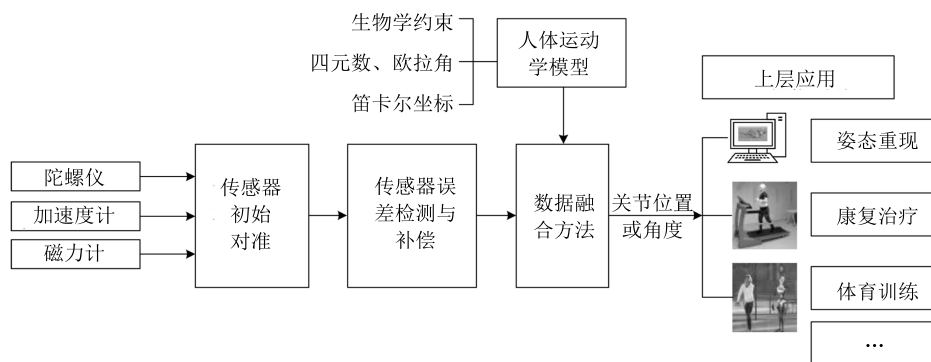 生物学约束
四元数、欧拉角
笛卡尔坐标
人体运动
学模型
上层应用
陀螺仪
加速度计
磁力计
传感器
初始
对准
传感器误
差检测与
补偿
数据融
合方法
关节位置
或角度
姿态重现
康复治疗
体育训练
…